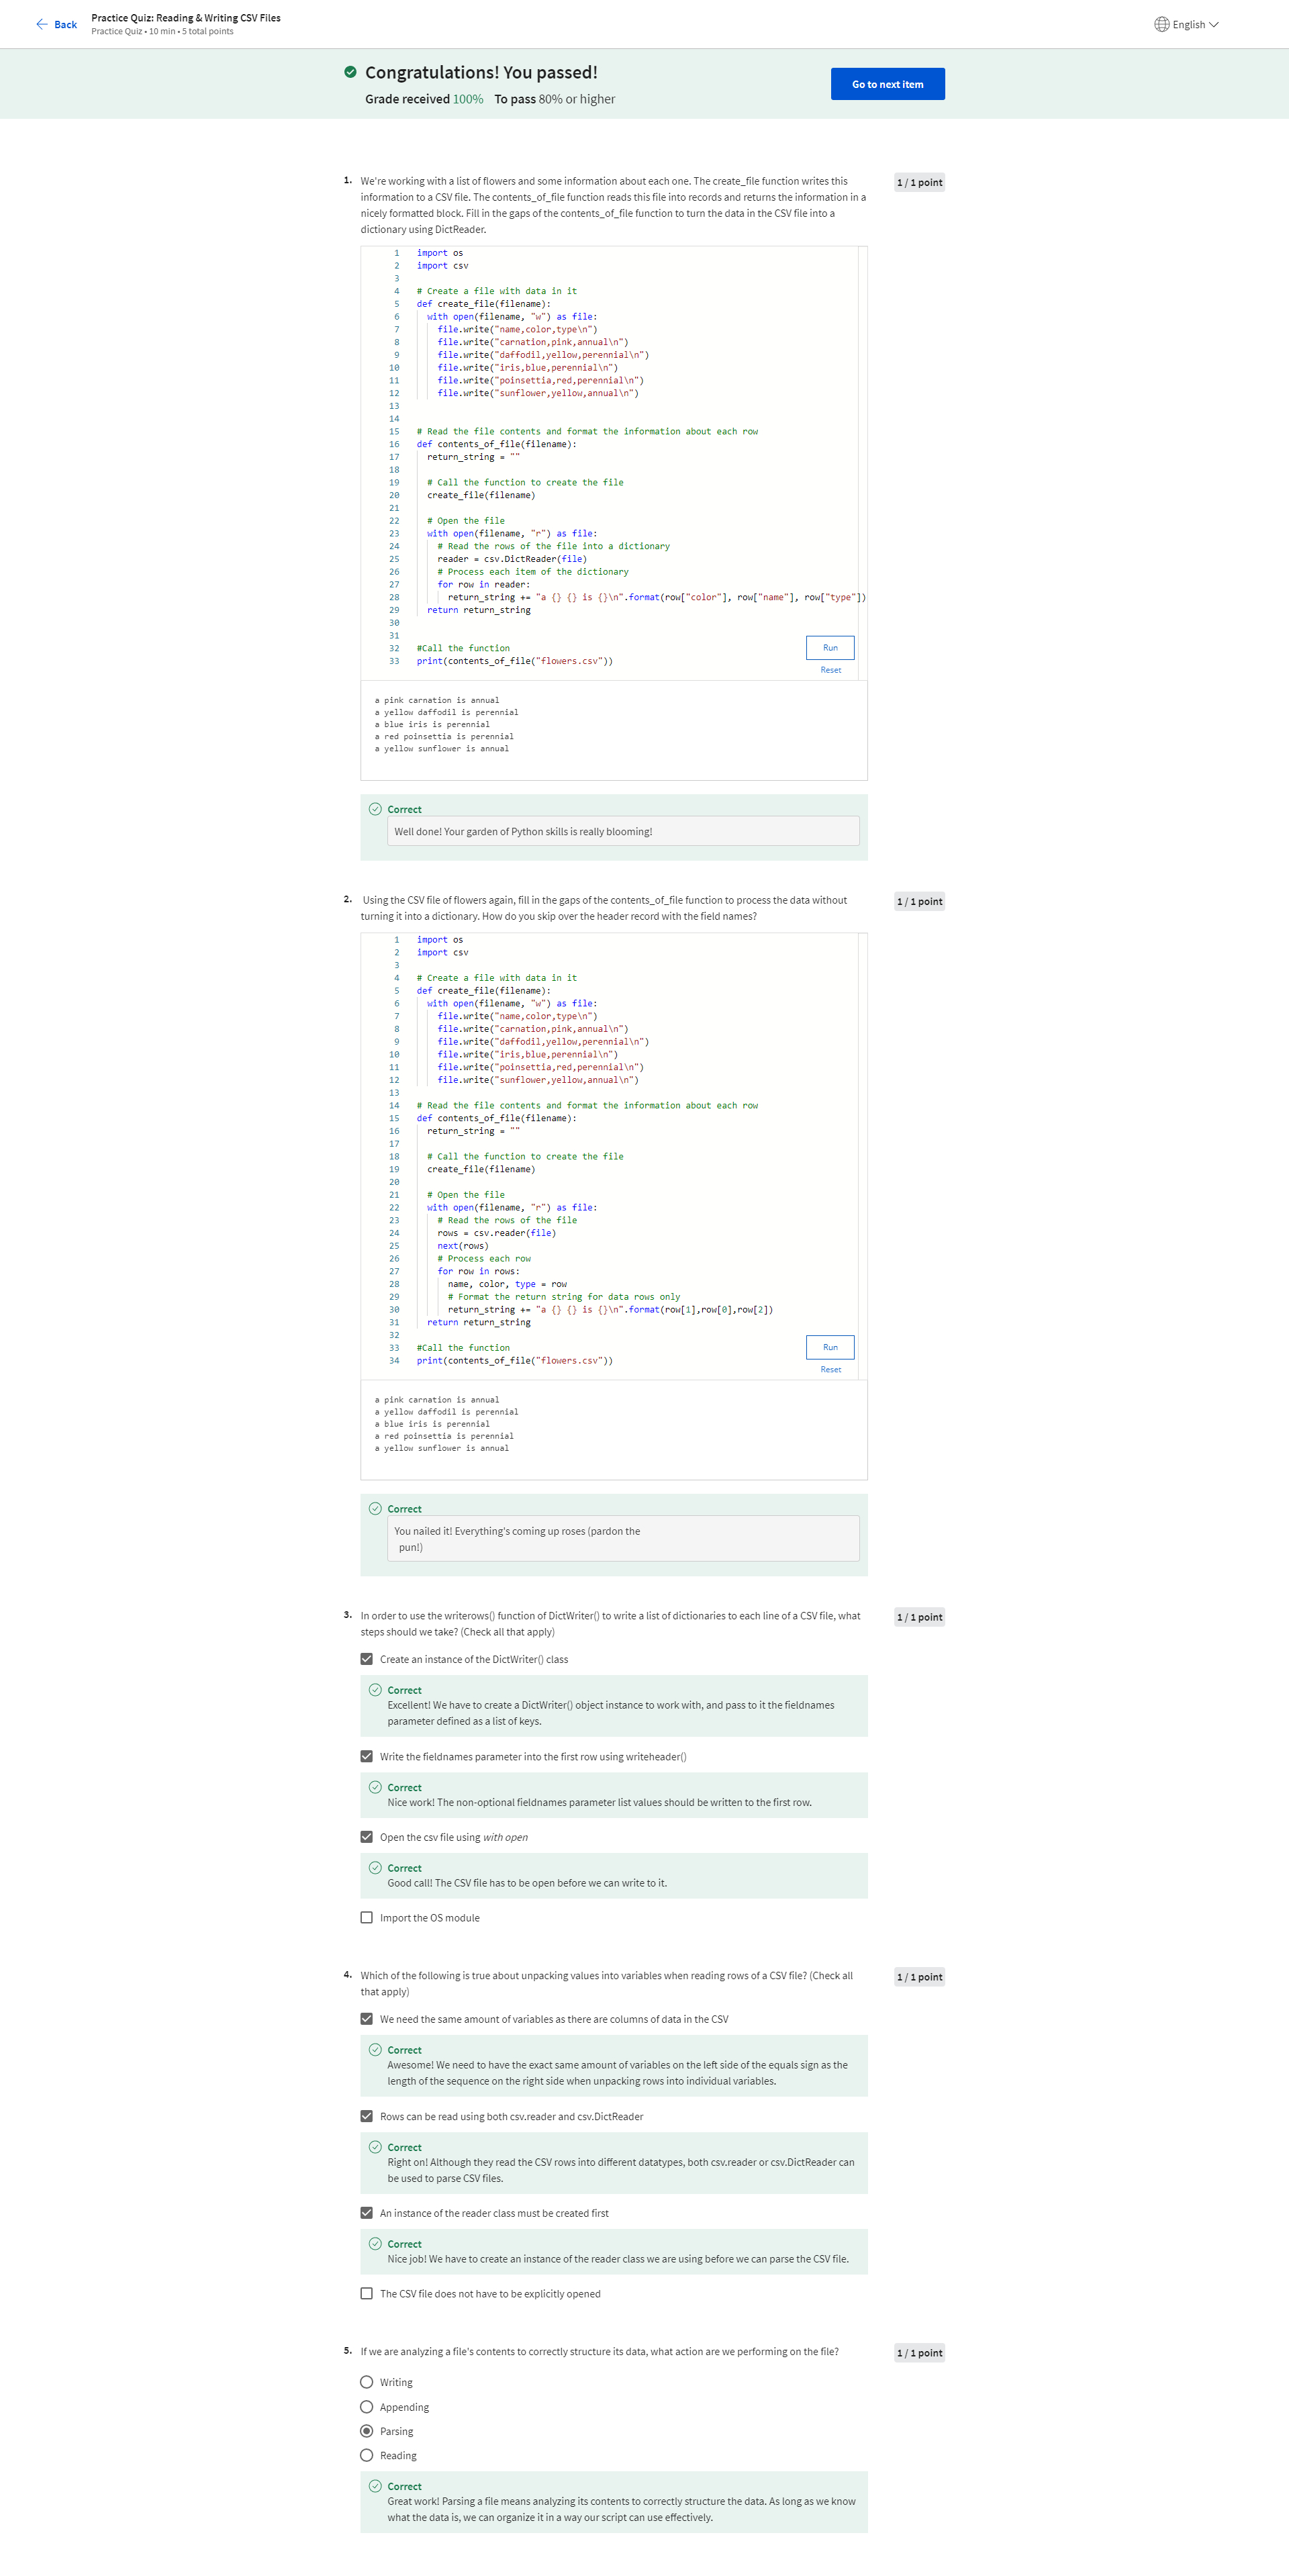 Back
Practice Quiz: Reading & Writing CSV Files
Practice Quiz • 10 min • 5 total points
English
Congratulations! You passed!
Grade received 100% To pass 80% or higher
Go to next item
1. We're working with a list of flowers and some information about each one. The create_file function writes this
information to a CSV file. The contents_of_file function reads this file into records and returns the information in a
nicely formatted block. Fill in the gaps of the contents_of_file function to turn the data in the CSV file into a
dictionary using DictReader.
1 / 1 point
1 import os
2 import csv
3
4 # Create a file with data in it
5 def create_file(filename):
6 with open(filename, "w") as file:
7 file.write("name,color,type\n")
8 file.write("carnation,pink,annual\n")
9 file.write("daffodil,yellow,perennial\n")
10 file.write("iris,blue,perennial\n")
11 file.write("poinsettia,red,perennial\n")
12 file.write("sunflower,yellow,annual\n")
13
14
15 # Read the file contents and format the information about each row
16 def contents_of_file(filename):
17 return_string = ""
18
19 # Call the function to create the file
20 create_file(filename)
21
22 # Open the file
23 with open(filename, "r") as file:
24 # Read the rows of the file into a dictionary
25 reader = csv.DictReader(file)
26 # Process each item of the dictionary
27 for row in reader:
28 return_string += "a {} {} is {}\n".format(row["color"], row["name"], row["type"])
29 return return_string
30
31
32 #Call the function
33 print(contents_of_file("flowers.csv"))
Run
Reset
a pink carnation is annual
a yellow daffodil is perennial
a blue iris is perennial
a red poinsettia is perennial
a yellow sunflower is annual
Correct
Well done! Your garden of Python skills is really blooming!
2. Using the CSV file of flowers again, fill in the gaps of the contents_of_file function to process the data without
turning it into a dictionary. How do you skip over the header record with the field names?
1 / 1 point
1 import os
2 import csv
3
4 # Create a file with data in it
5 def create_file(filename):
6 with open(filename, "w") as file:
7 file.write("name,color,type\n")
8 file.write("carnation,pink,annual\n")
9 file.write("daffodil,yellow,perennial\n")
10 file.write("iris,blue,perennial\n")
11 file.write("poinsettia,red,perennial\n")
12 file.write("sunflower,yellow,annual\n")
13
14 # Read the file contents and format the information about each row
15 def contents_of_file(filename):
16 return_string = ""
17
18 # Call the function to create the file
19 create_file(filename)
20
21 # Open the file
22 with open(filename, "r") as file:
23 # Read the rows of the file
24 rows = csv.reader(file)
25 next(rows)
26 # Process each row
27 for row in rows:
28 name, color, type = row
29 # Format the return string for data rows only
30 return_string += "a {} {} is {}\n".format(row[1],row[0],row[2])
31 return return_string
32
33 #Call the function
34 print(contents_of_file("flowers.csv"))
Run
Reset
a pink carnation is annual
a yellow daffodil is perennial
a blue iris is perennial
a red poinsettia is perennial
a yellow sunflower is annual
Correct
You nailed it! Everything's coming up roses (pardon the
pun!)
3. In order to use the writerows() function of DictWriter() to write a list of dictionaries to each line of a CSV file, what
steps should we take? (Check all that apply)
1 / 1 point
Create an instance of the DictWriter() class
Correct
Excellent! We have to create a DictWriter() object instance to work with, and pass to it the fieldnames
parameter defined as a list of keys.
Write the fieldnames parameter into the first row using writeheader()
Correct
Nice work! The non-optional fieldnames parameter list values should be written to the first row.
Open the csv file using with open
Correct
Good call! The CSV file has to be open before we can write to it.
Import the OS module
4. Which of the following is true about unpacking values into variables when reading rows of a CSV file? (Check all
that apply)
1 / 1 point
We need the same amount of variables as there are columns of data in the CSV
Correct
Awesome! We need to have the exact same amount of variables on the left side of the equals sign as the
length of the sequence on the right side when unpacking rows into individual variables.
Rows can be read using both csv.reader and csv.DictReader
Correct
Right on! Although they read the CSV rows into different datatypes, both csv.reader or csv.DictReader can
be used to parse CSV files.
An instance of the reader class must be created first
Correct
Nice job! We have to create an instance of the reader class we are using before we can parse the CSV file.
The CSV file does not have to be explicitly opened
5. If we are analyzing a file's contents to correctly structure its data, what action are we performing on the file?
1 / 1 point
Writing
Appending
Parsing
Reading
Correct
Great work! Parsing a file means analyzing its contents to correctly structure the data. As long as we know
what the data is, we can organize it in a way our script can use effectively.